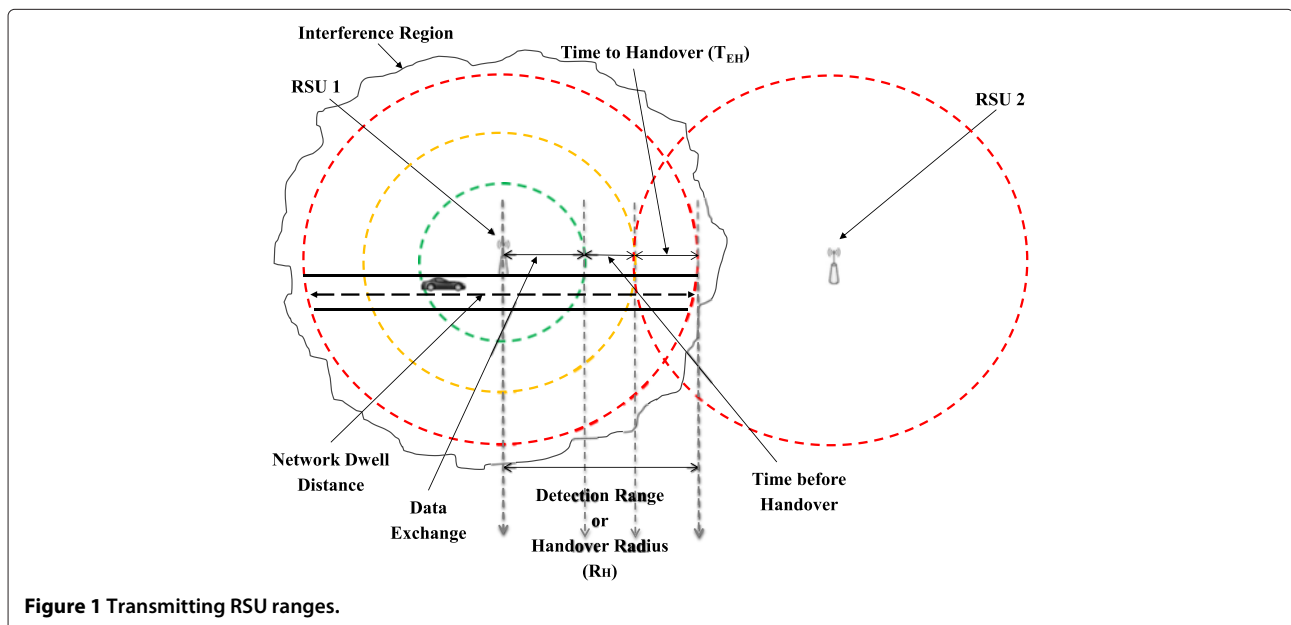 Interference Region
Time to Handover (TEH)
RSU 1
RSU 2
Network Dwell
Distance
Data
Exchange
Detection Range
or
Handover Radius
(RH)
Time before
Handover
Figure 1 Transmitting RSU ranges.